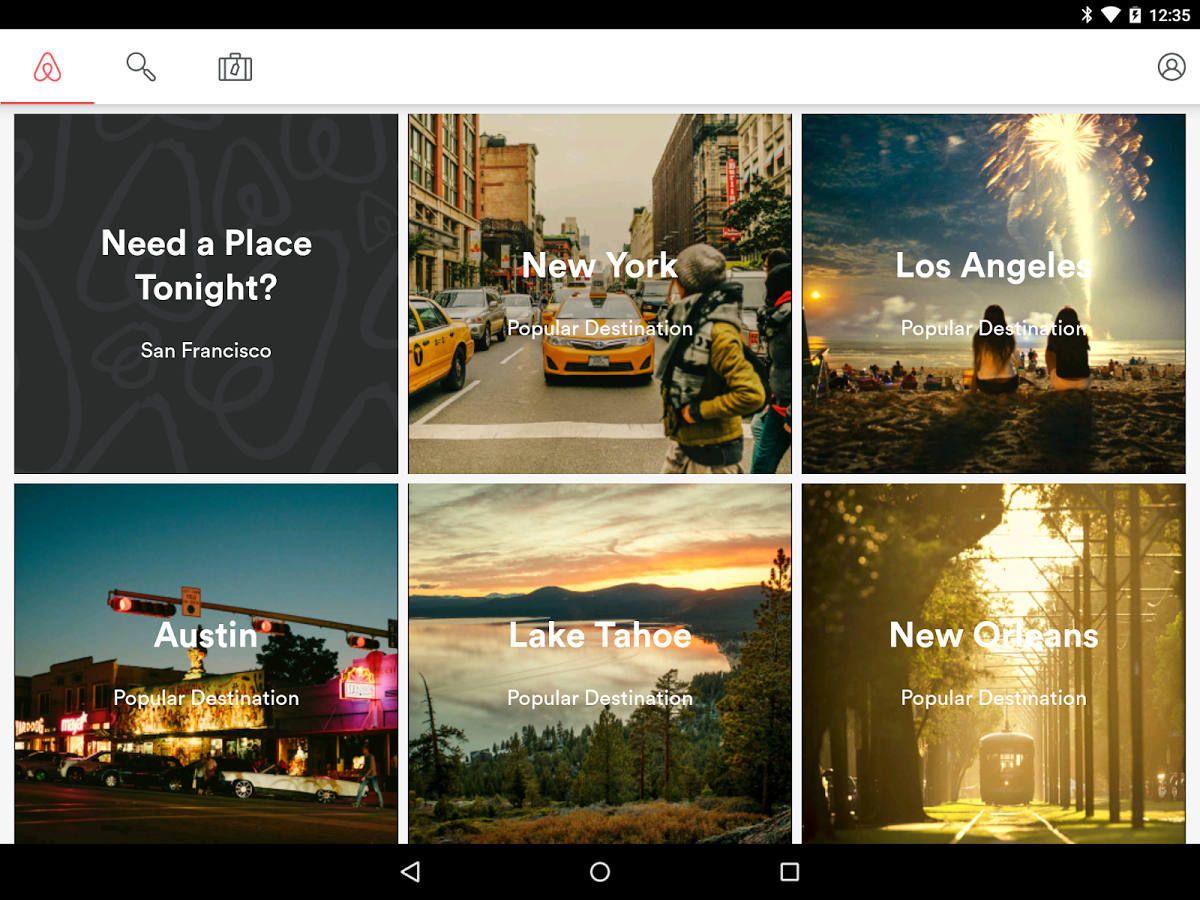 12:35
Need a Place
Tonight?
San Francisco
New York
Popular Destination
Los Angeles
Popular Destination
Austin
Popular Destination
Lake Tahoe
Popular Destination
New Orleans
Popular Destination